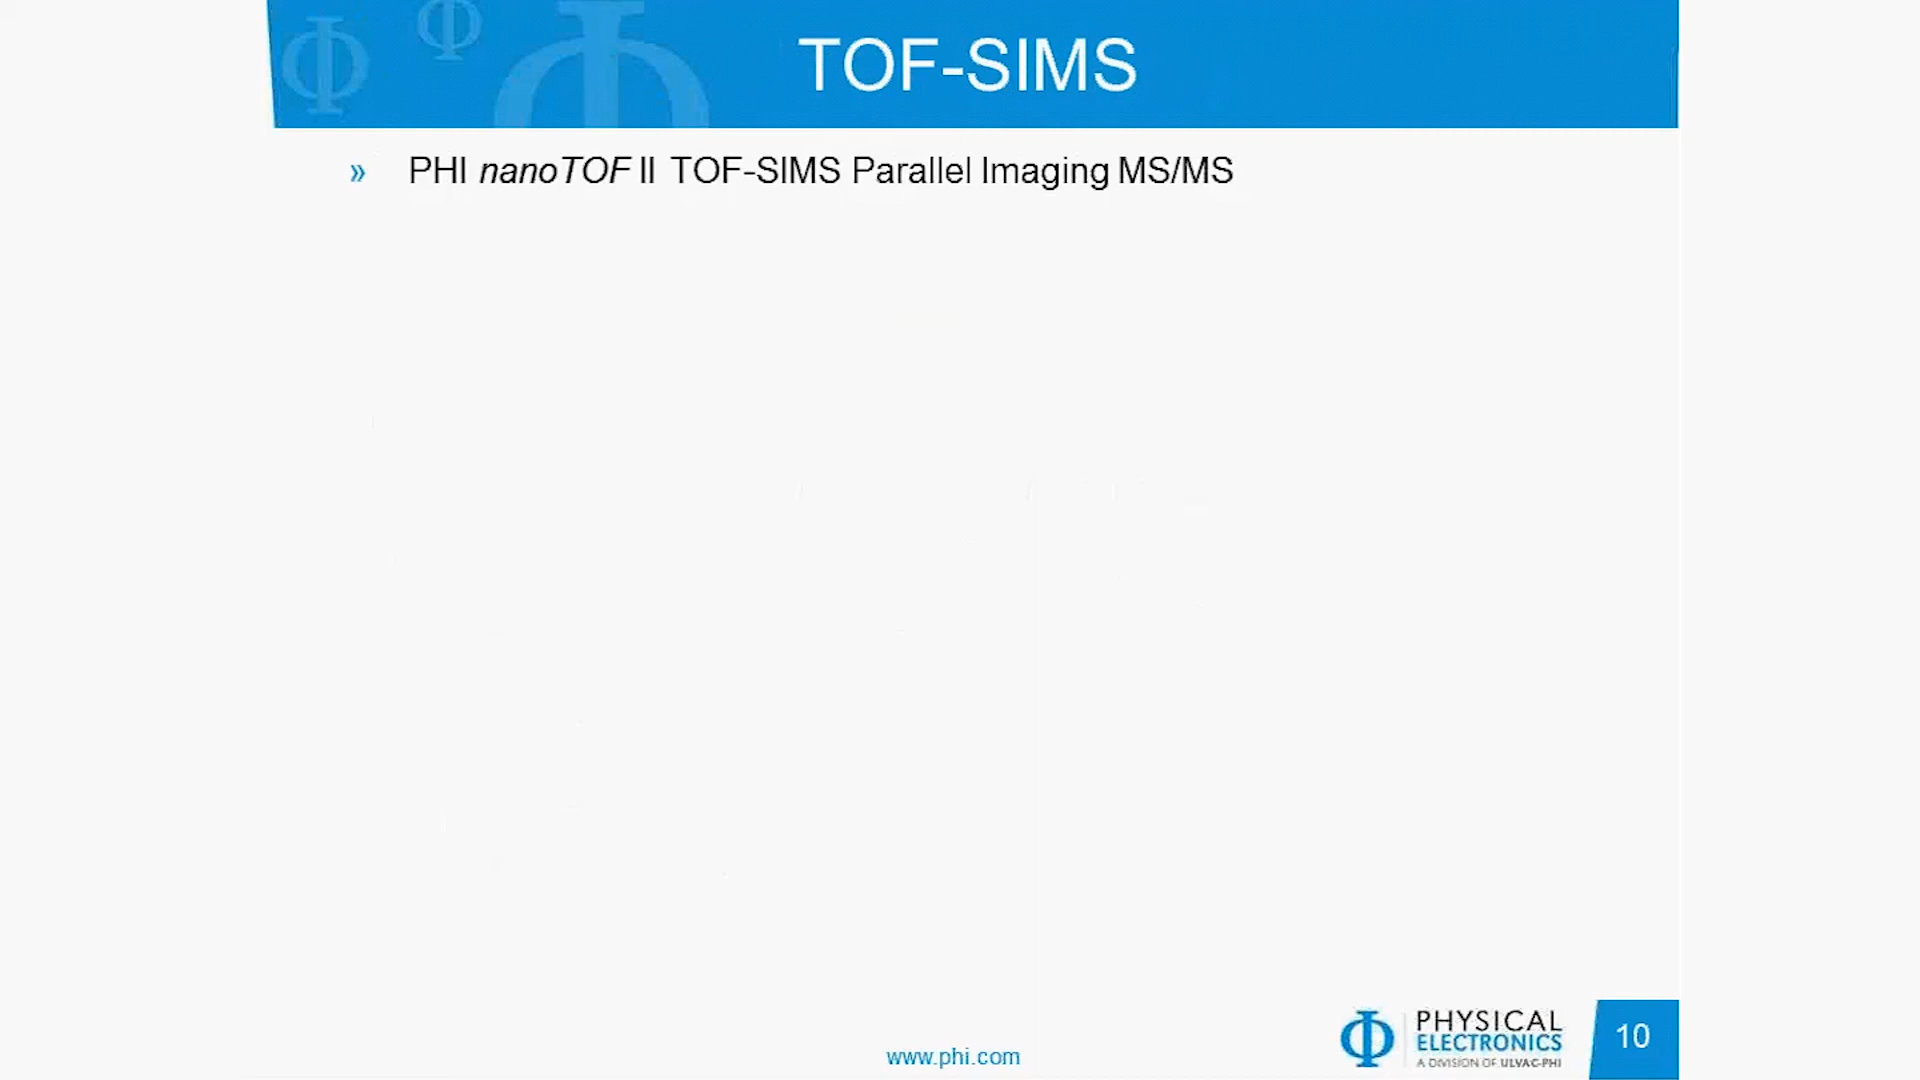 TOF-SIMS
» PHI nanoTOF II TOF-SIMS Parallel Imaging MS/MS
www.phi.com
PHYSICAL
ELECTRONICS
A DIVISION OF ULVAC-PHI
10